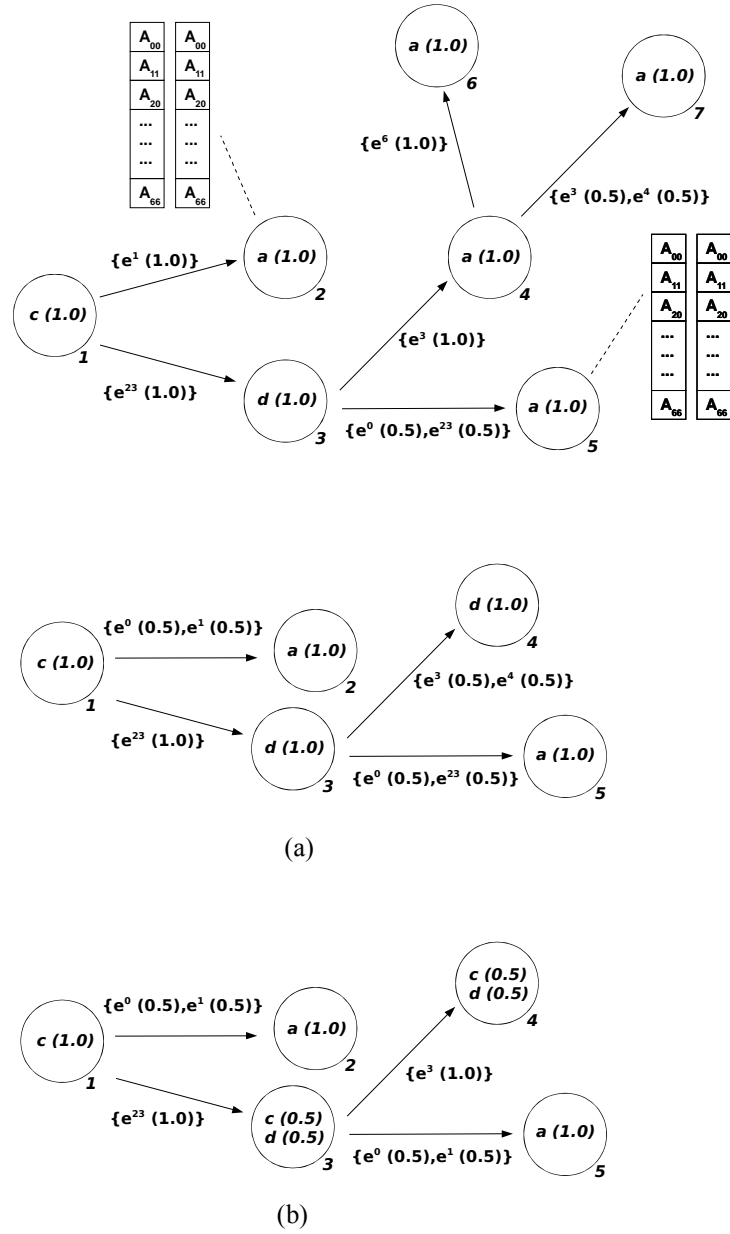 A₀₀ A₀₀
A₁₁ A₁₁
A₂₀ A₂₀
... ...
... ...
... ...
A₆₆ A₆₆
a (1.0)
6
a (1.0)
7
{e⁶ (1.0)}
{e³ (0.5),e⁴ (0.5)}
{e¹ (1.0)}
a (1.0)
2
a (1.0)
4
A₀₀ A₀₀
A₁₁ A₁₁
A₂₀ A₂₀
... ...
... ...
... ...
A₆₆ A₆₆
c (1.0)
1
{e³ (1.0)}
{e²³ (1.0)}
d (1.0)
3
{e⁰ (0.5),e²³ (0.5)}
a (1.0)
5
d (1.0)
4
{e⁰ (0.5),e¹ (0.5)}
c (1.0)
1
a (1.0)
2
{e³ (0.5),e⁴ (0.5)}
{e²³ (1.0)}
d (1.0)
3
{e⁰ (0.5),e²³ (0.5)}
a (1.0)
5
(a)
c (0.5)
d (0.5)
4
{e⁰ (0.5),e¹ (0.5)}
c (1.0)
1
a (1.0)
2
{e³ (1.0)}
{e²³ (1.0)}
c (0.5)
d (0.5)
3
{e⁰ (0.5),e¹ (0.5)}
a (1.0)
5
(b)